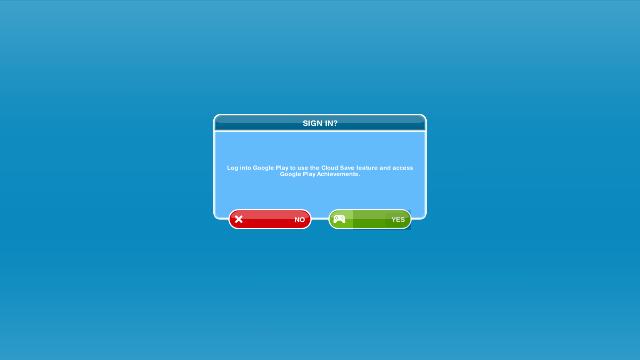 SIGN IN?
Log into Google Play to use the Cloud Save feature and access
Google Play Achievements.
NO
YES